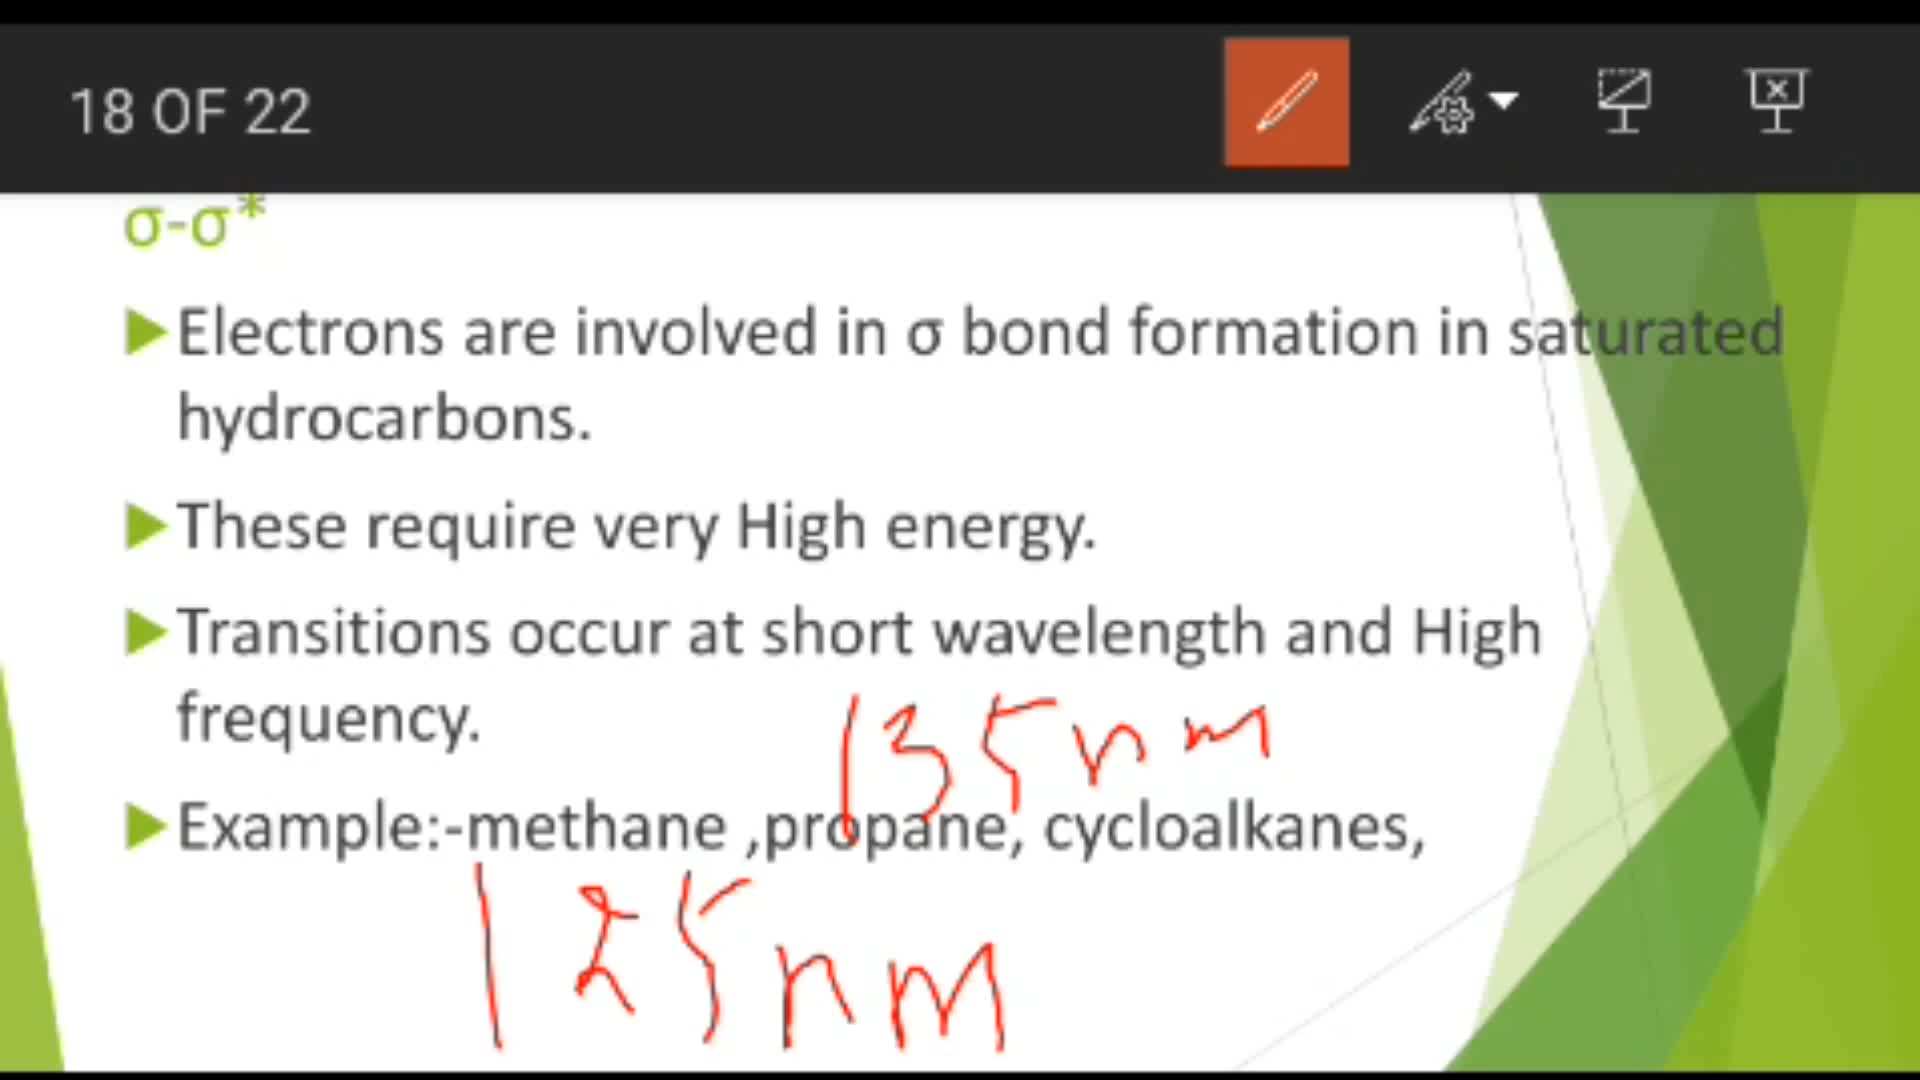 18 OF 22
σ-σ*
Electrons are involved in σ bond formation in saturated
hydrocarbons.
These require very High energy.
Transitions occur at short wavelength and High
frequency.
135nm
Example:-methane ,propane, cycloalkanes,
125nm